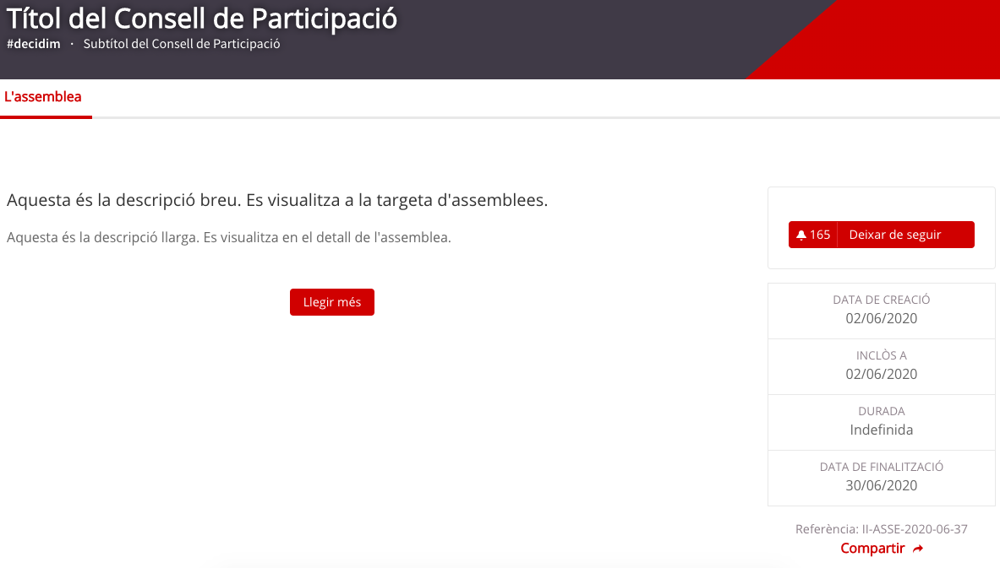 Títol del Consell de Participació
#decidim · Subtítol del Consell de Participació
L'assemblea
Aquesta és la descripció breu. Es visualitza a la targeta d'assemblees.
Aquesta és la descripció llarga. Es visualitza en el detall de l'assemblea.
Llegir més
165 Deixar de seguir
DATA DE CREACIÓ
02/06/2020
INCLÒS A
02/06/2020
DURADA
Indefinida
DATA DE FINALITZACIÓ
30/06/2020
Referència: II-ASSE-2020-06-37
Compartir